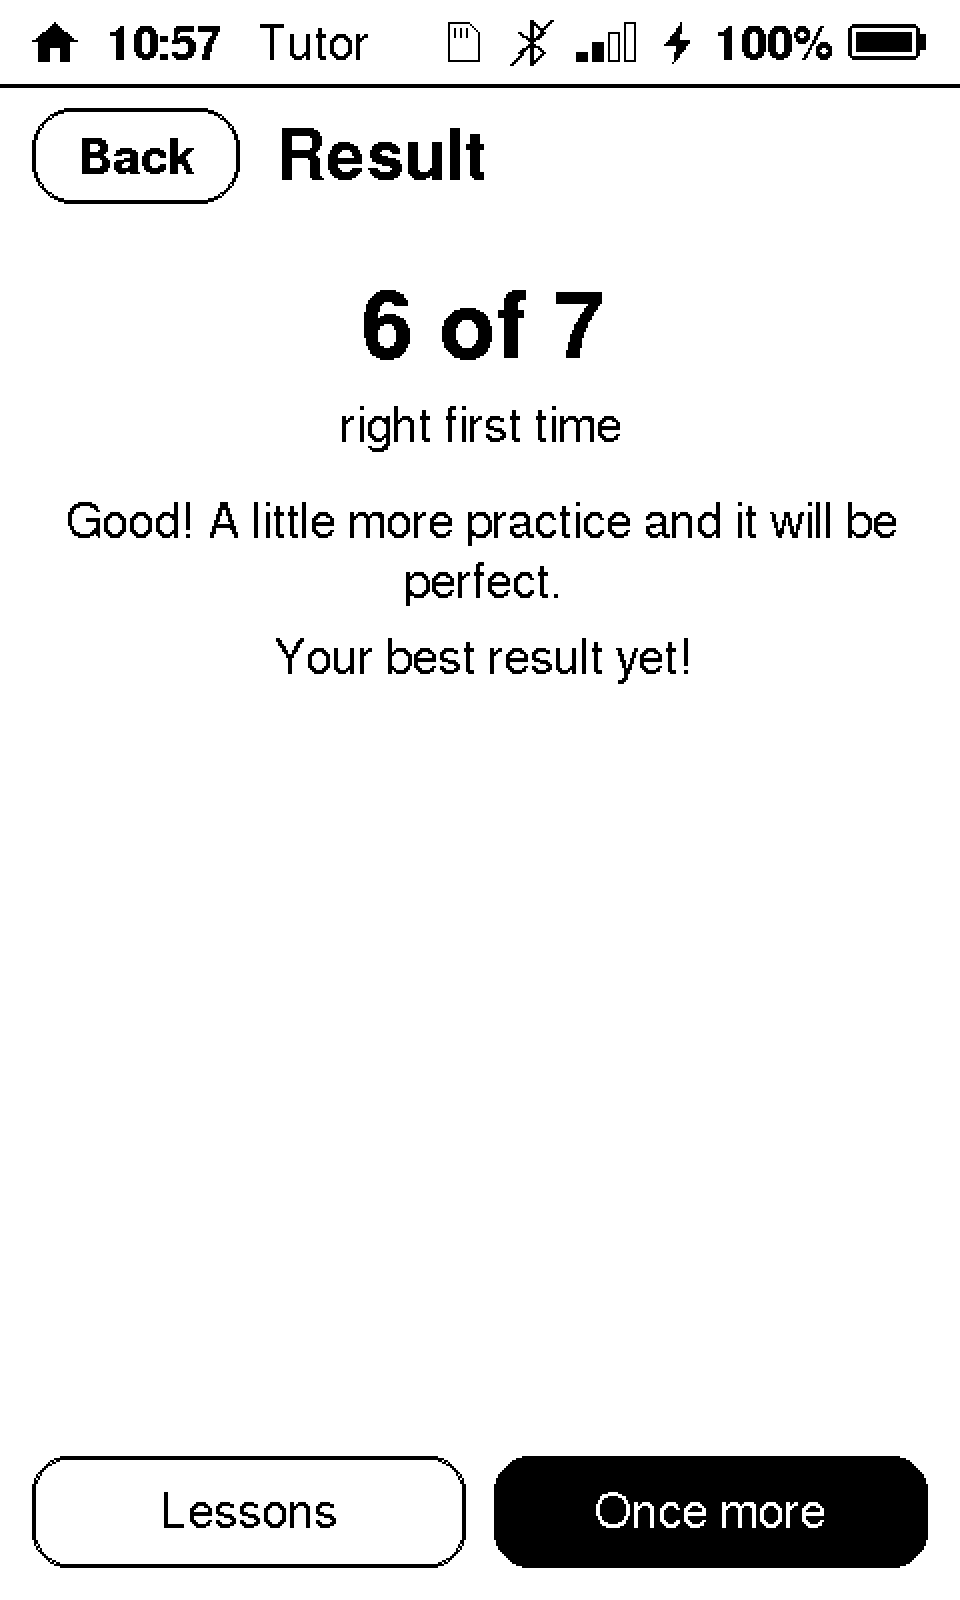 10:57 Tutor 100%
Back Result
6 of 7
right first time
Good! A little more practice and it will be
perfect.
Your best result yet!
Lessons Once more